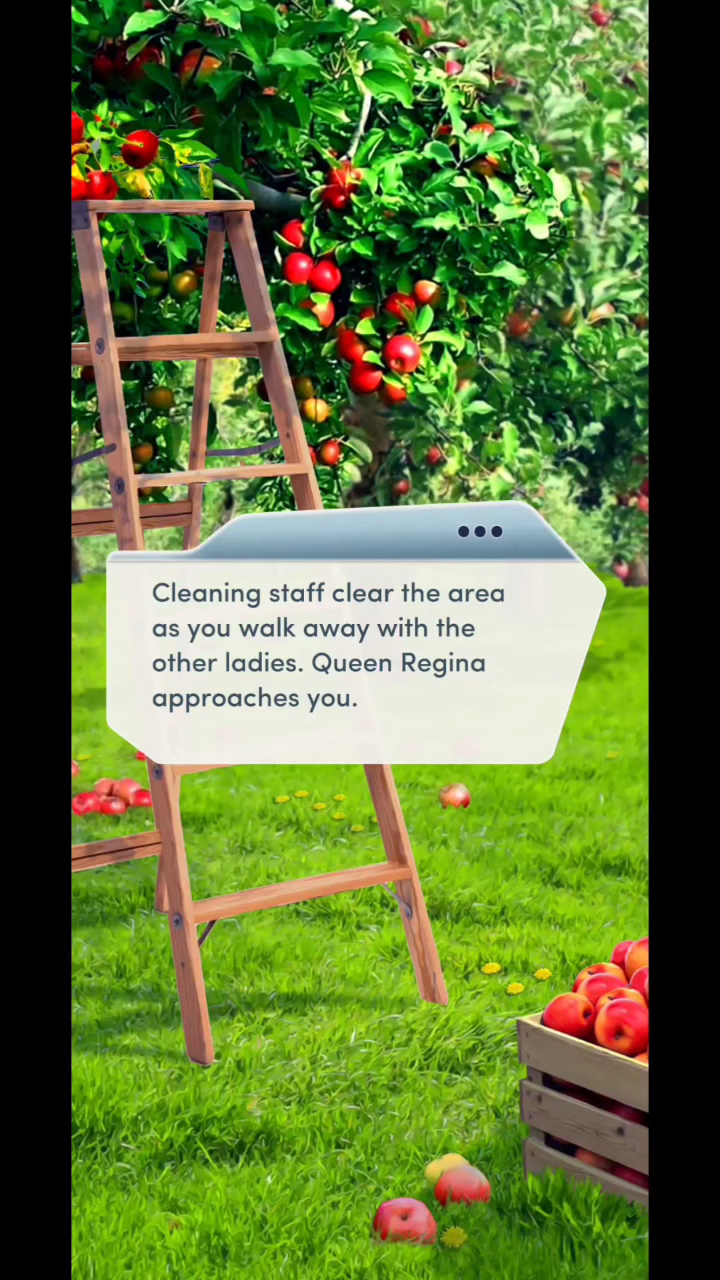 Cleaning staff clear the area
as you walk away with the
other ladies. Queen Regina
approaches you.